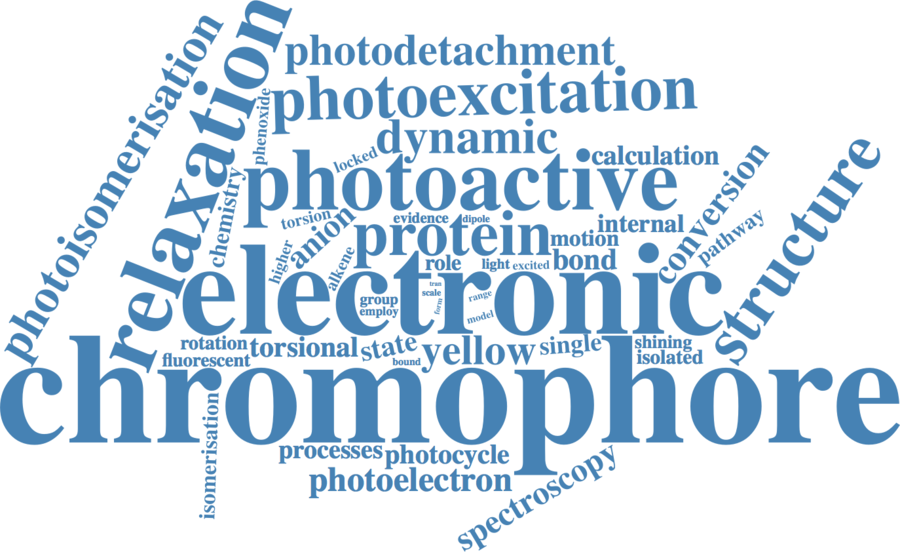 photoisomerisation
relaxation
photodetachment
photoexcitation
phenoxide
dynamic
locked
calculation
photoactive
chemistry
torsion
anion
evidence
dipole
internal
conversion
pathway
structure
protein
motion
higher
alkene
role
light
excited
bond
electronic
tran
scale
form
range
model
group
employ
rotation
torsional
state
yellow
single
shining
fluorescent
bound
isolated
chromophore
isomerisation
processes
photocycle
photoelectron
spectroscopy